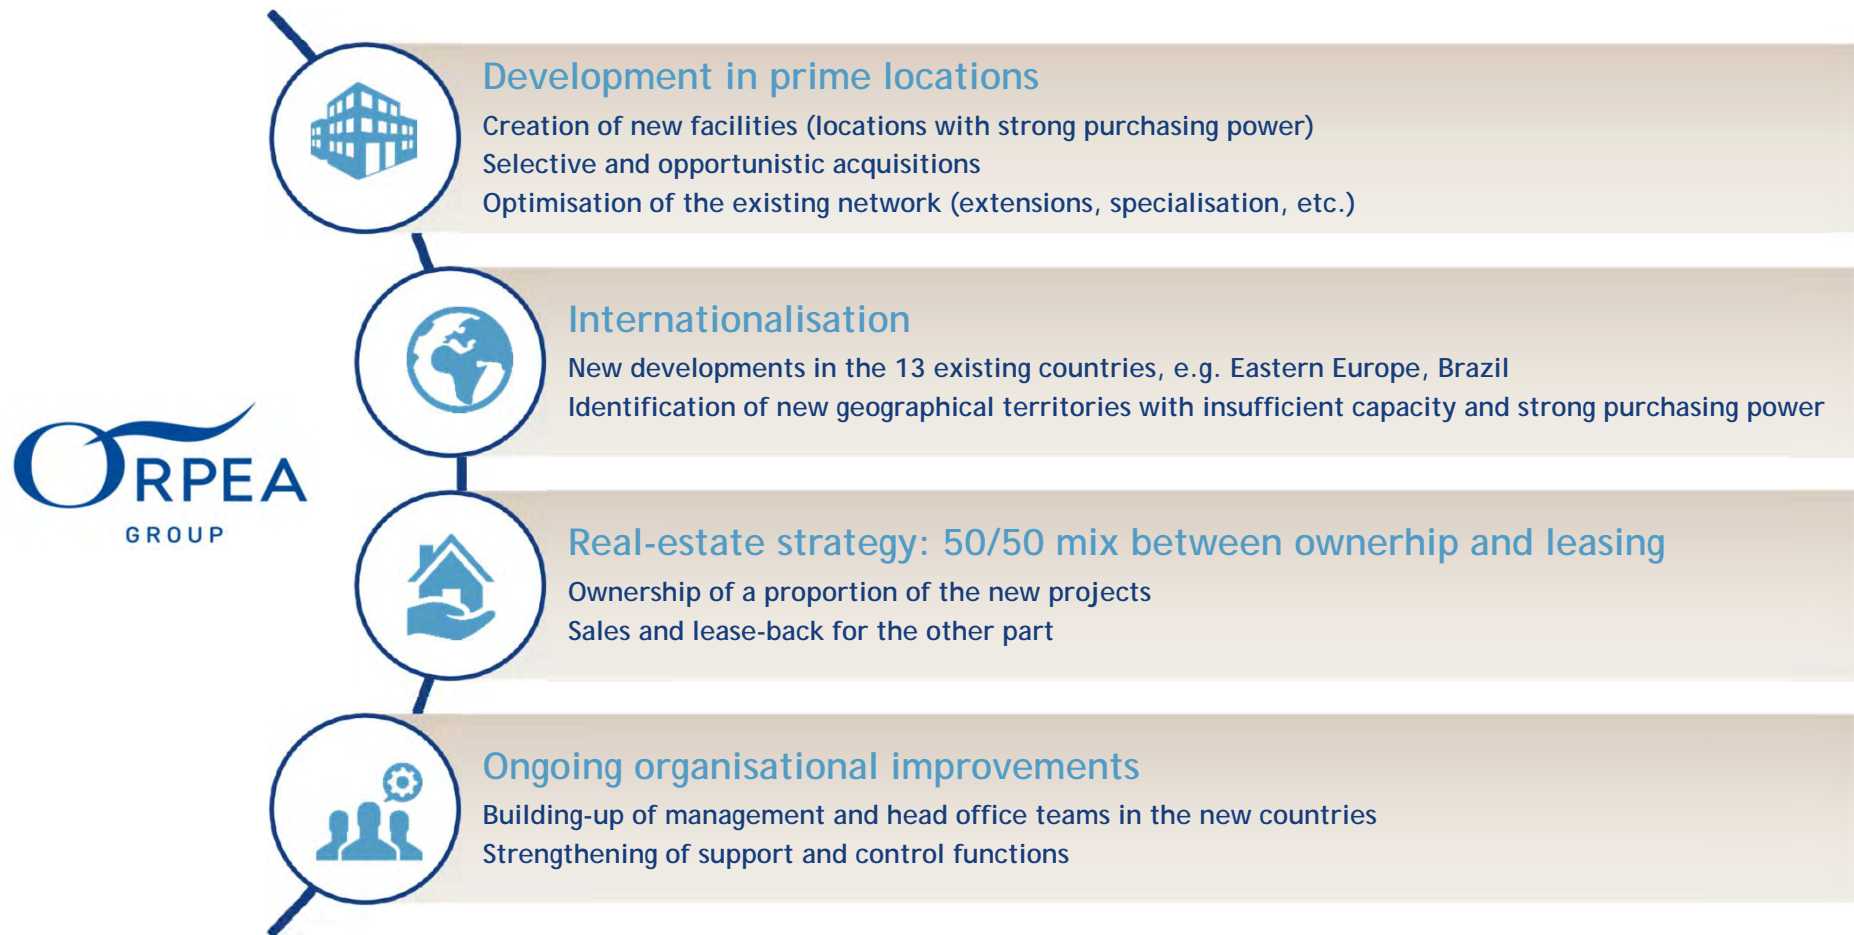 Development in prime locations
Creation of new facilities (locations with strong purchasing power)
Selective and opportunistic acquisitions
Optimisation of the existing network (extensions, specialisation, etc.)
Internationalisation
New developments in the 13 existing countries, e.g. Eastern Europe, Brazil
Identification of new geographical territories with insufficient capacity and strong purchasing power
ORPEA
GROUP
Real-estate strategy: 50/50 mix between ownerhip and leasing
Ownership of a proportion of the new projects
Sales and lease-back for the other part
Ongoing organisational improvements
Building-up of management and head office teams in the new countries
Strengthening of support and control functions